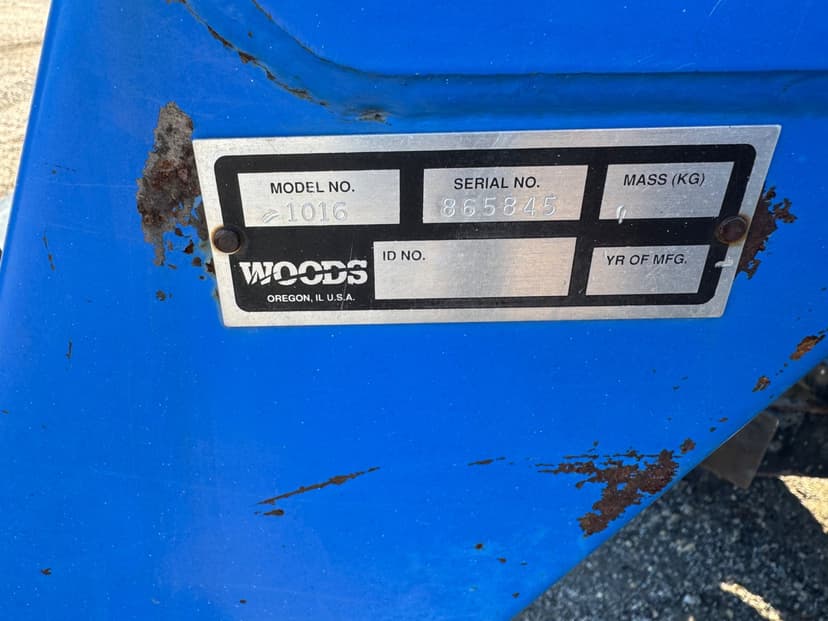 MODEL NO.
1016
SERIAL NO.
865845
MASS (KG)
WOODS
OREGON, IL U.S.A.
ID NO.
YR OF MFG.